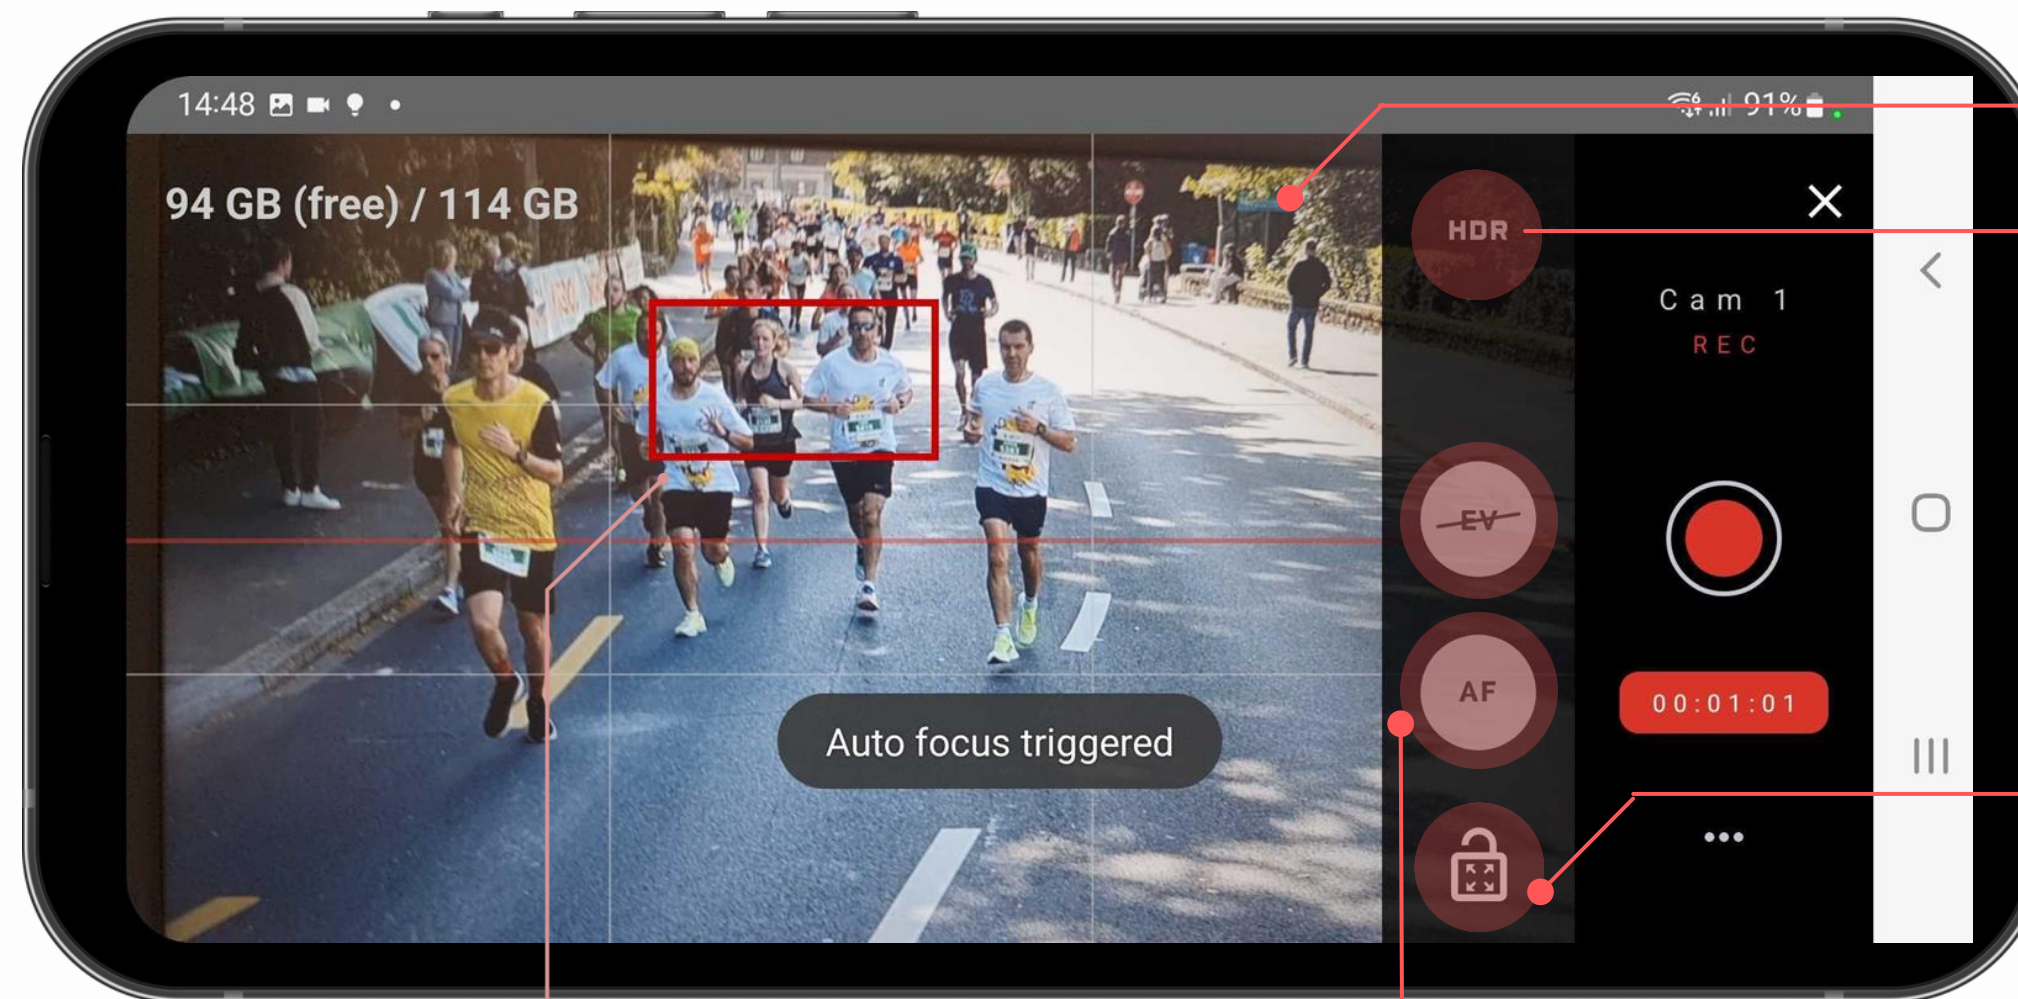 14:48
91%
94 GB (free) / 114 GB
HDR
Cam 1
REC
EV
AF
00:01:01
Auto focus triggered